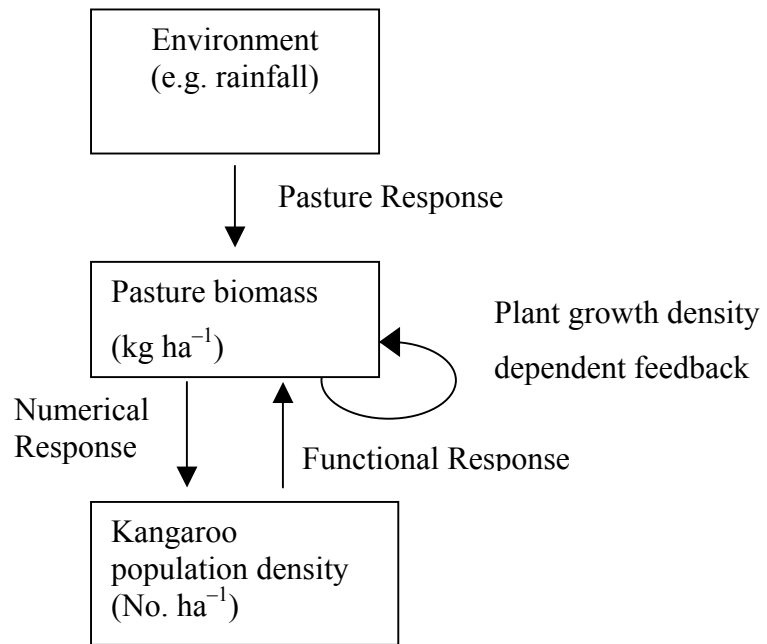 Environment
(e.g. rainfall)
Pasture Response
Pasture biomass
(kg ha⁻¹)
Plant growth density
dependent feedback
Numerical
Response
Functional Response
Kangaroo
population density
(No. ha⁻¹)